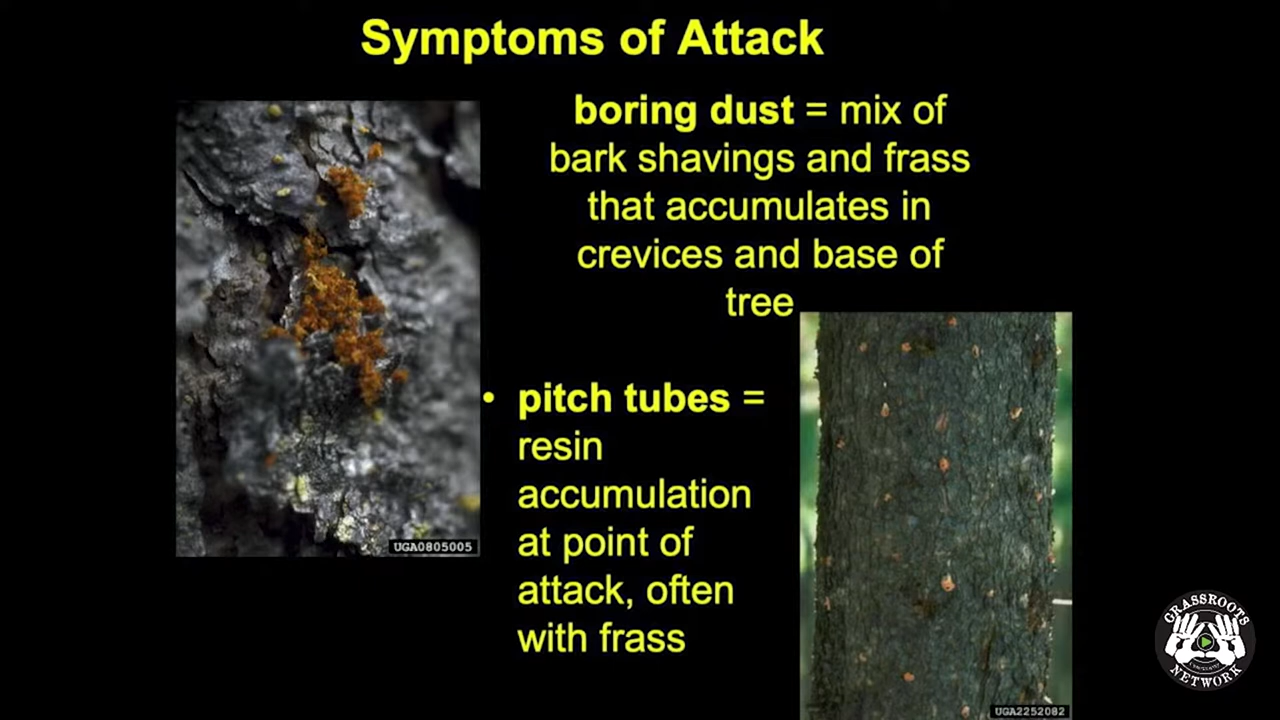 Symptoms of Attack
boring dust = mix of
bark shavings and frass
that accumulates in
crevices and base of
tree
• pitch tubes =
resin
accumulation
at point of
attack, often
with frass
UGA0805005
UGA2252082
GRASSROOTS
NETWORK